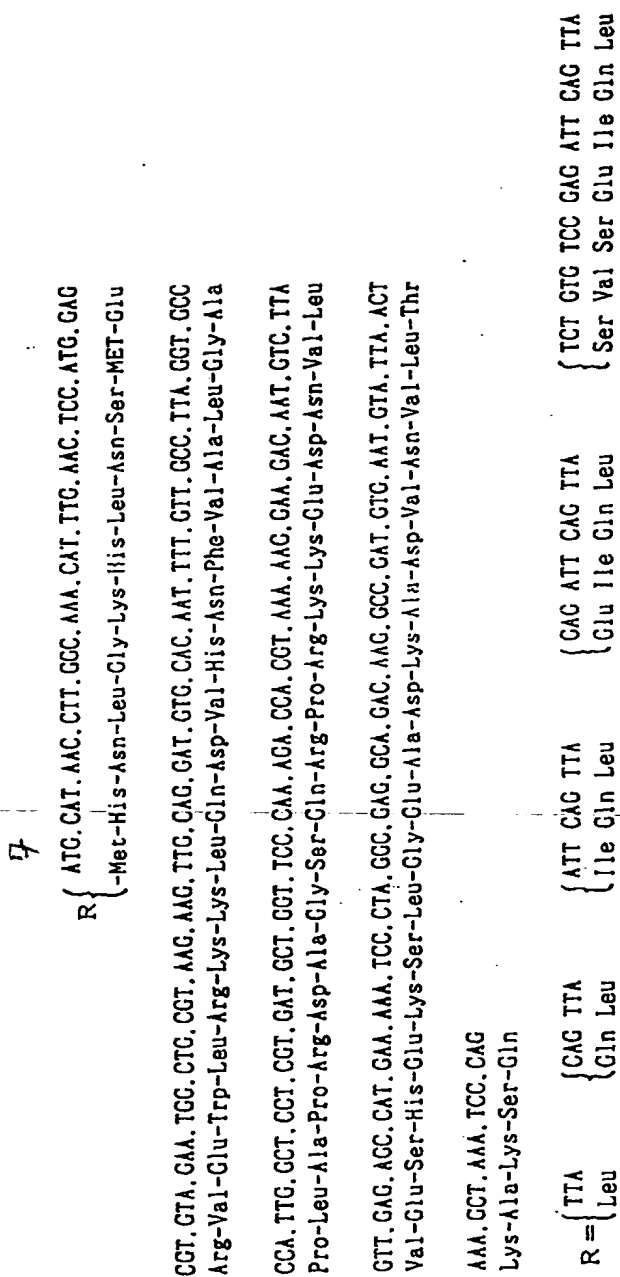 7
R { ATG.CAT.AAC.CTT.GGC.AAA.CAT.TTG.AAC.TCC.ATG.GAG
{ -Met-His-Asn-Leu-Gly-Lys-His-Leu-Asn-Ser-MET-Glu
CGT.GTA.GAA.TGG.CTG.CGT.AAG.AAG.TTG.CAG.GAT.GTG.CAC.AAT.TTT.GTT.GCC.TTA.GGT.GCC
Arg-Val-Glu-Trp-Leu-Arg-Lys-Lys-Leu-Gln-Asp-Val-His-Asn-Phe-Val-Ala-Leu-Gly-Ala
CCA.TTG.GCT.CCT.CGT.GAT.GCT.GGT.TCC.CAA.AGA.CCA.CGT.AAA.AAG.GAA.GAC.AAT.GTC.TTA
Pro-Leu-Ala-Pro-Arg-Asp-Ala-Gly-Ser-Gln-Arg-Pro-Arg-Lys-Lys-Glu-Asp-Asn-Val-Leu
GTT.GAG.AGC.CAT.GAA.AAA.TCC.CTA.GGC.GAG.GCA.GAC.AAG.GCC.GAT.GTC.AAT.GTA.TTA.ACT
Val-Glu-Ser-His-Glu-Lys-Ser-Leu-Gly-Glu-Ala-Asp-Lys-Ala-Asp-Val-Asn-Val-Leu-Thr
AAA.GCT.AAA.TCC.CAG
Lys-Ala-Lys-Ser-Gln
R = { TTA { CAG TTA { ATT CAG TTA { GAG ATT CAG TTA { TCT GTG TCC GAG ATT CAG TTA
{ Leu { Gln Leu { Ile Gln Leu { Glu Ile Gln Leu { Ser Val Ser Glu Ile Gln Leu